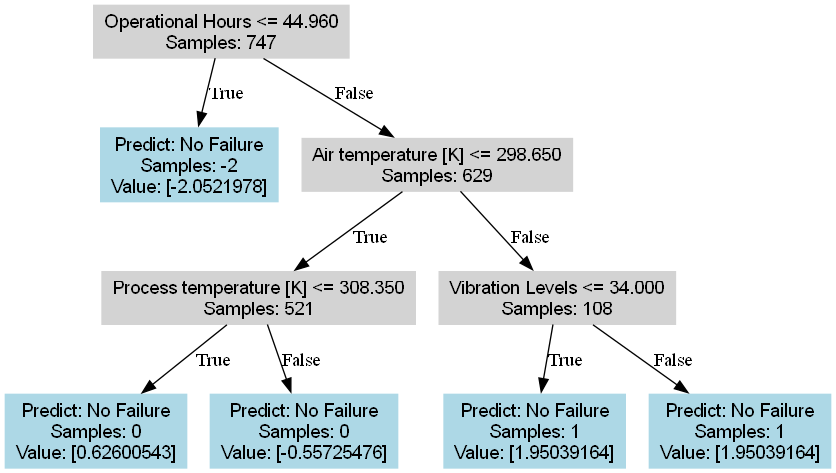 Operational Hours <= 44.960
Samples: 747
True
False
Predict: No Failure
Samples: -2
Value: [-2.0521978]
Air temperature [K] <= 298.650
Samples: 629
True
False
Process temperature [K] <= 308.350
Samples: 521
Vibration Levels <= 34.000
Samples: 108
True
False
True
False
Predict: No Failure
Samples: 0
Value: [0.62600543]
Predict: No Failure
Samples: 0
Value: [-0.55725476]
Predict: No Failure
Samples: 1
Value: [1.95039164]
Predict: No Failure
Samples: 1
Value: [1.95039164]